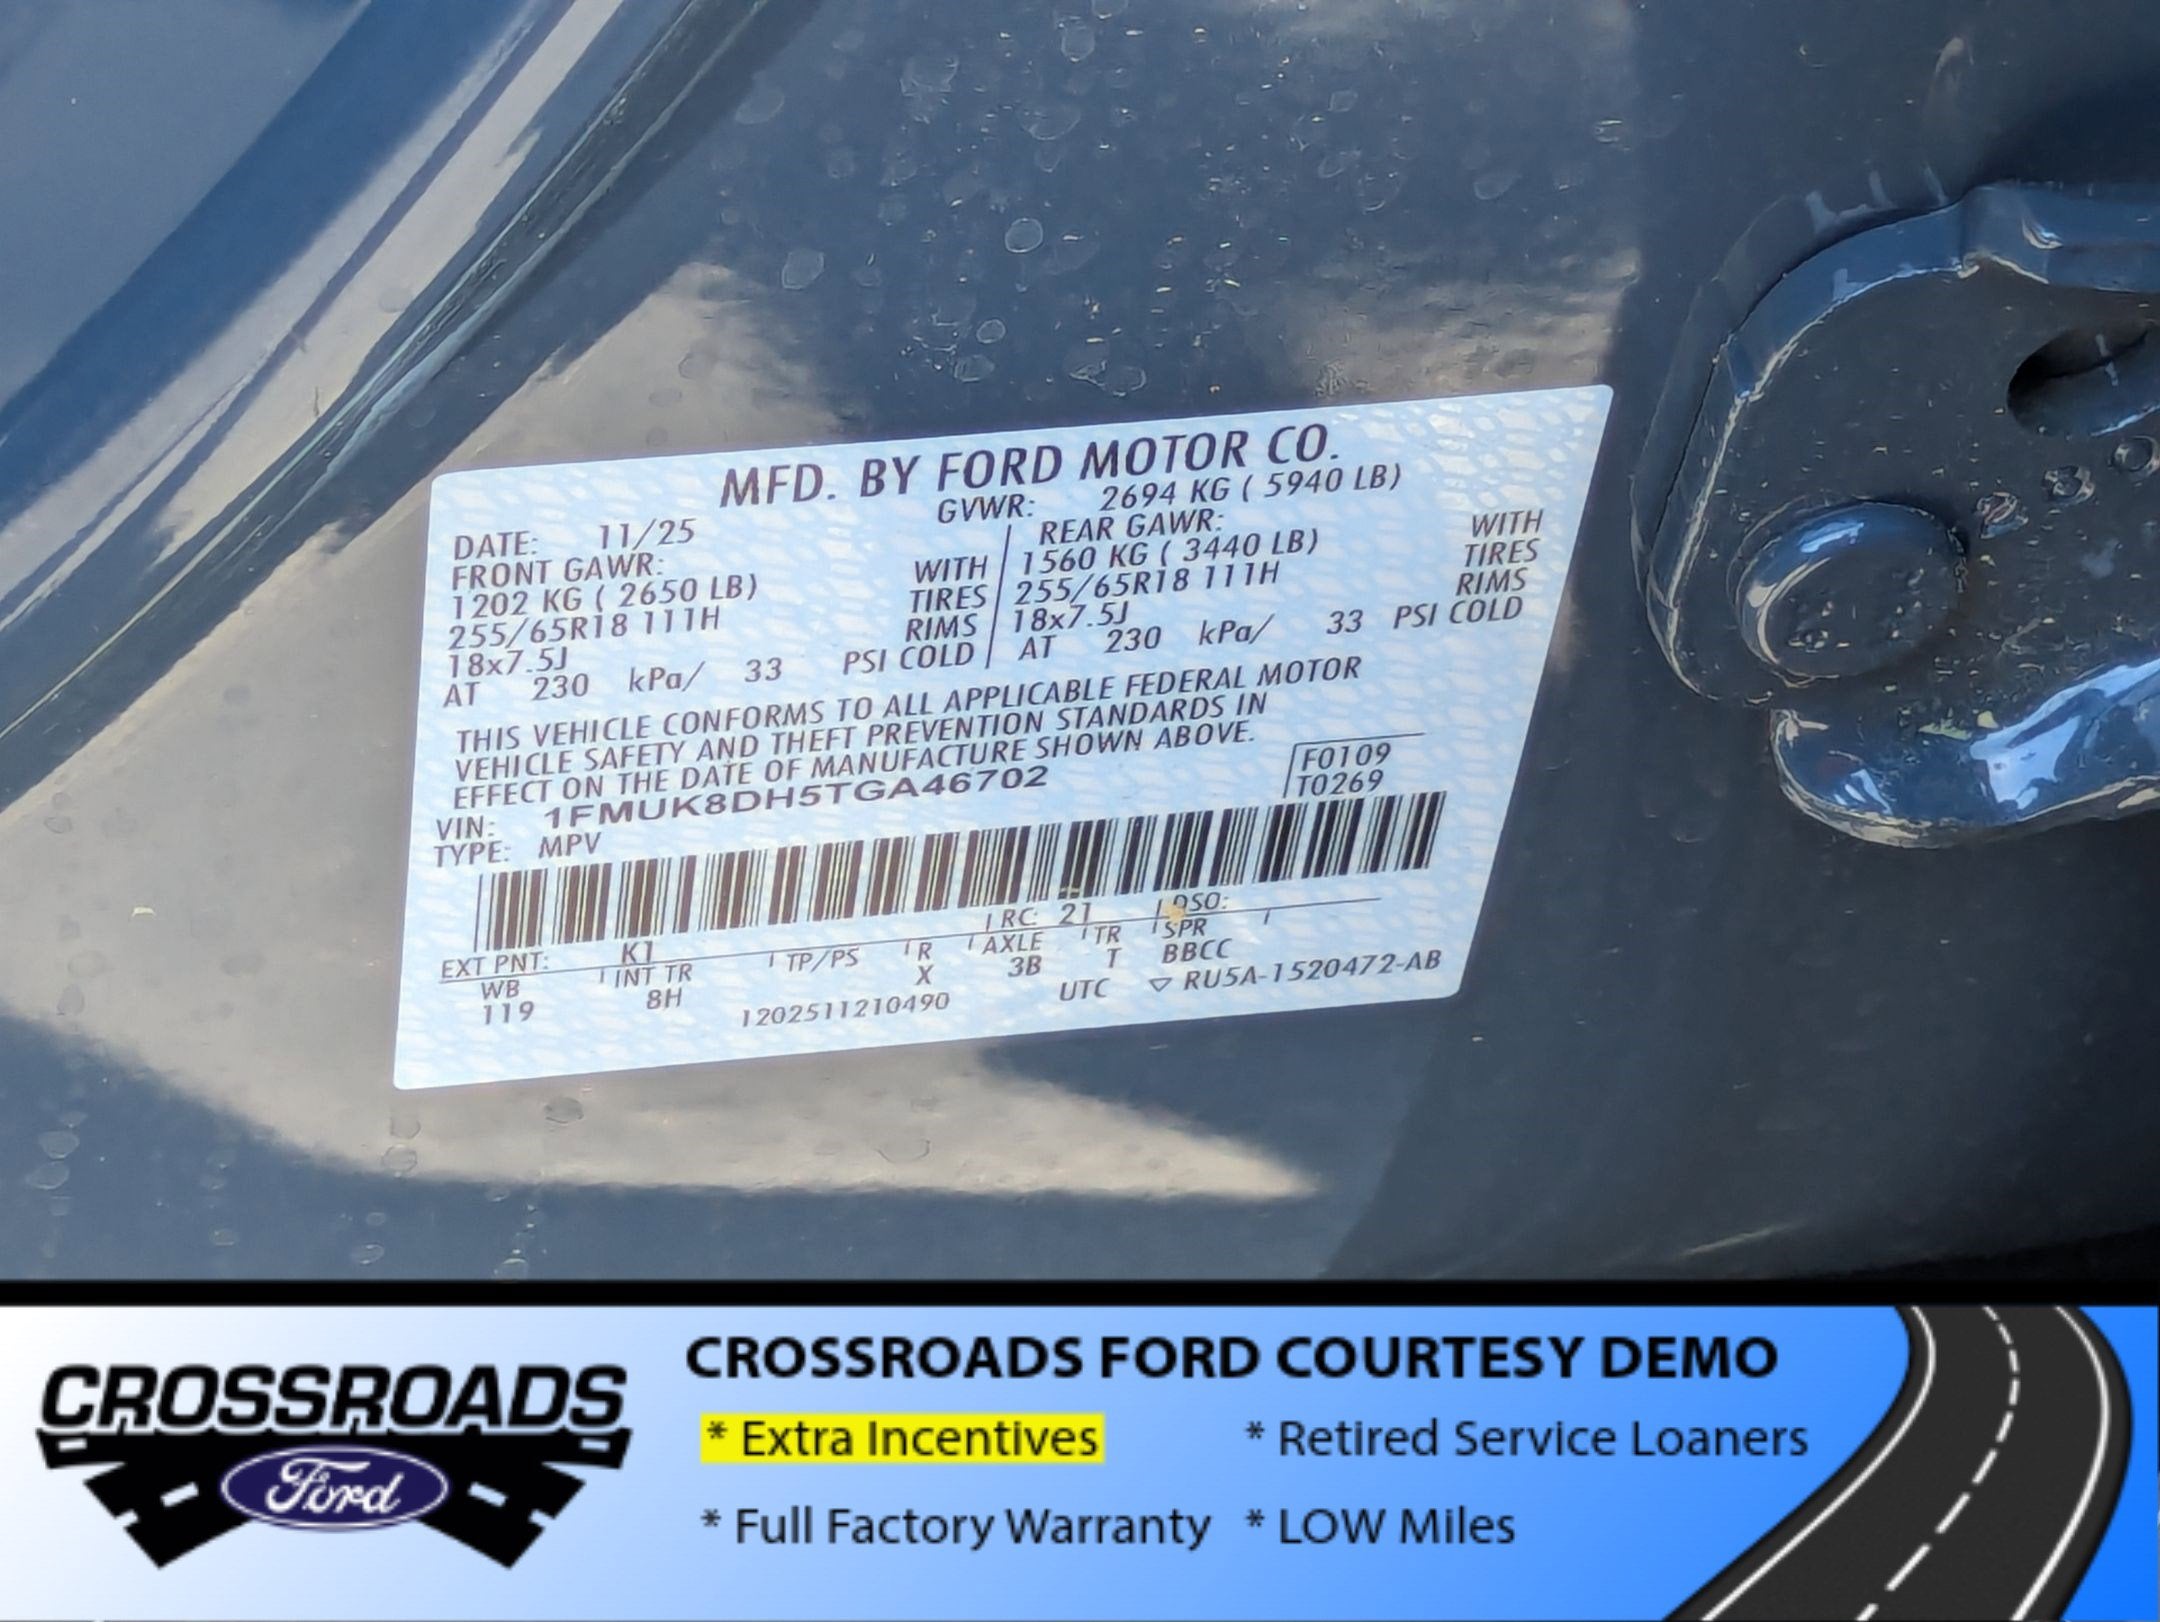 MFD. BY FORD MOTOR CO.
DATE: 11/25 GVWR: 2694 KG ( 5940 LB)
FRONT GAWR: REAR GAWR:
1202 KG ( 2650 LB) WITH 1560 KG ( 3440 LB) WITH
255/65R18 111H TIRES 255/65R18 111H TIRES
18x7.5J RIMS 18x7.5J RIMS
AT 230 kPa/ 33 PSI COLD AT 230 kPa/ 33 PSI COLD
THIS VEHICLE CONFORMS TO ALL APPLICABLE FEDERAL MOTOR
VEHICLE SAFETY AND THEFT PREVENTION STANDARDS IN
EFFECT ON THE DATE OF MANUFACTURE SHOWN ABOVE.
VIN: 1FMUK8DH5TGA46702 F0109
TYPE: MPV T0269
EXT PNT: K1 RC: 21 DSO:
WB INT TR TP/PS R AXLE TR SPR
119 8H X 3B T BBCC
1202511210490 UTC ▽ RU5A-1520472-AB
CROSSROADS
Ford
CROSSROADS FORD COURTESY DEMO
* Extra Incentives * Retired Service Loaners
* Full Factory Warranty * LOW Miles